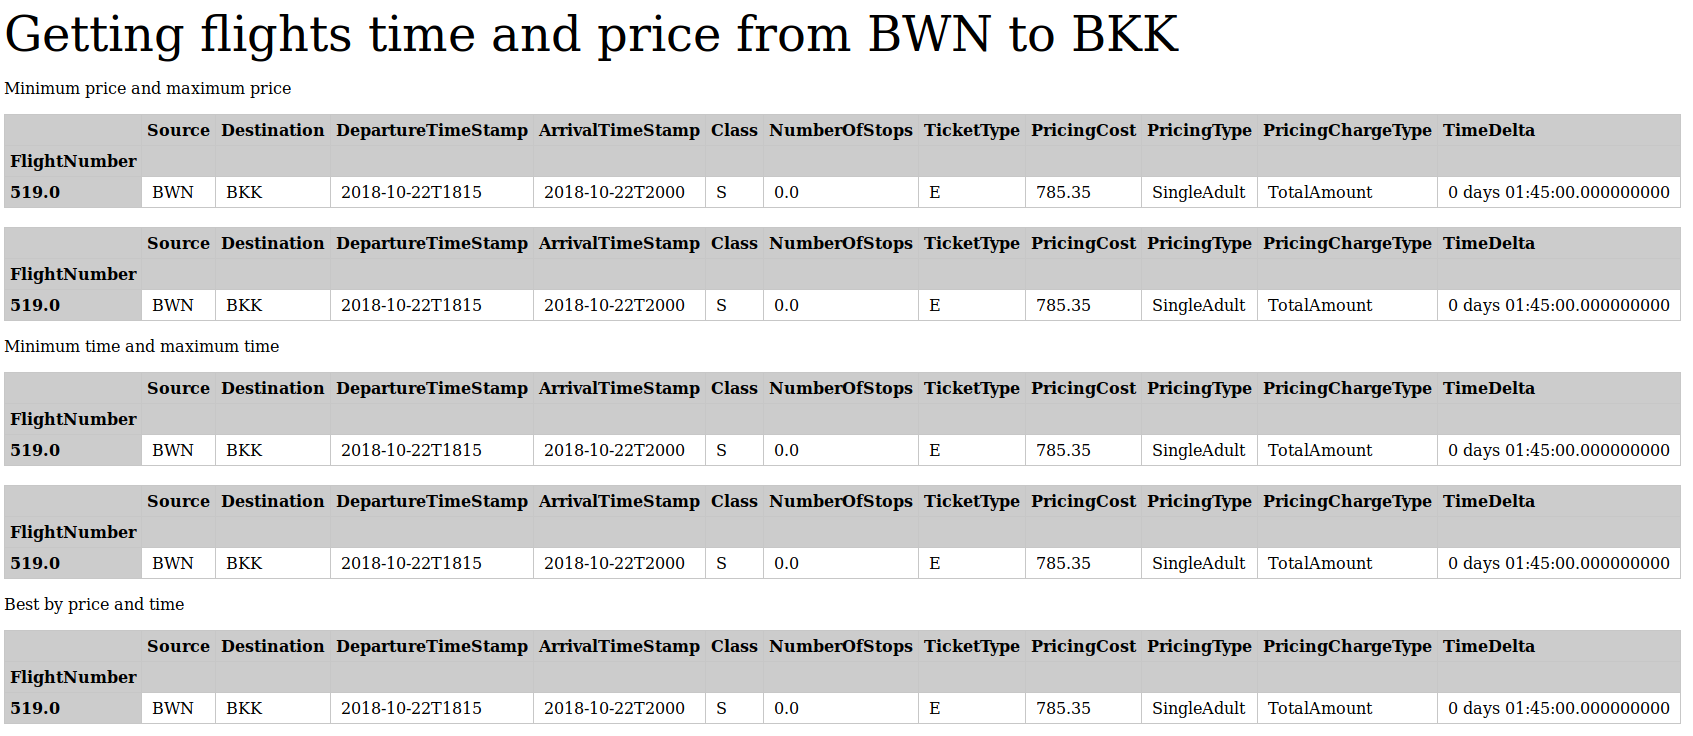 Getting flights time and price from BWN to BKK
Minimum price and maximum price
Source Destination DepartureTimeStamp ArrivalTimeStamp Class NumberOfStops TicketType PricingCost PricingType PricingChargeType TimeDelta
FlightNumber
519.0 BWN BKK 2018-10-22T1815 2018-10-22T2000 S 0.0 E 785.35 SingleAdult TotalAmount 0 days 01:45:00.000000000
Source Destination DepartureTimeStamp ArrivalTimeStamp Class NumberOfStops TicketType PricingCost PricingType PricingChargeType TimeDelta
FlightNumber
519.0 BWN BKK 2018-10-22T1815 2018-10-22T2000 S 0.0 E 785.35 SingleAdult TotalAmount 0 days 01:45:00.000000000
Minimum time and maximum time
Source Destination DepartureTimeStamp ArrivalTimeStamp Class NumberOfStops TicketType PricingCost PricingType PricingChargeType TimeDelta
FlightNumber
519.0 BWN BKK 2018-10-22T1815 2018-10-22T2000 S 0.0 E 785.35 SingleAdult TotalAmount 0 days 01:45:00.000000000
Source Destination DepartureTimeStamp ArrivalTimeStamp Class NumberOfStops TicketType PricingCost PricingType PricingChargeType TimeDelta
FlightNumber
519.0 BWN BKK 2018-10-22T1815 2018-10-22T2000 S 0.0 E 785.35 SingleAdult TotalAmount 0 days 01:45:00.000000000
Best by price and time
Source Destination DepartureTimeStamp ArrivalTimeStamp Class NumberOfStops TicketType PricingCost PricingType PricingChargeType TimeDelta
FlightNumber
519.0 BWN BKK 2018-10-22T1815 2018-10-22T2000 S 0.0 E 785.35 SingleAdult TotalAmount 0 days 01:45:00.000000000